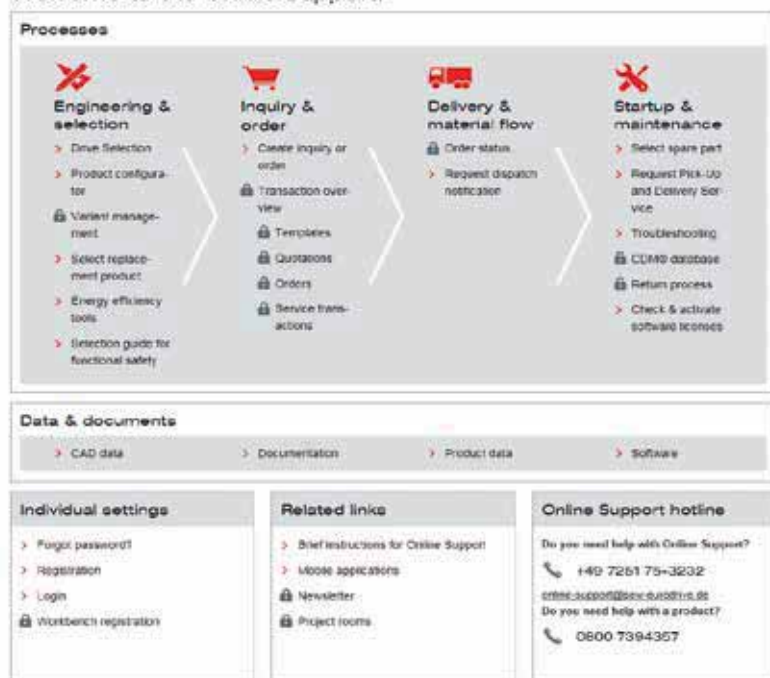 Processes
Engineering &
selection
Drive Selection
Product configura-
tor
Variant manage-
ment
Select replace-
ment product
Energy efficiency
tools
Selection guide for
functional safety
Inquiry &
order
Create inquiry or
order
Transaction over-
view
Templates
Quotations
Orders
Service trans-
actions
Delivery &
material flow
Order status
Request dispatch
notification
Startup &
maintenance
Select spare part
Request Pick-Up
and Delivery Ser-
vice
Troubleshooting
CDM® database
Return process
Check & activate
software licenses
Data & documents
CAD data
Documentation
Product data
Software
Individual settings
Forgot password?
Registration
Login
Workbench registration
Related links
Brief instructions for Online Support
Mobile applications
Newsletter
Project rooms
Online Support hotline
Do you need help with Online Support?
+49 7251 75-3232
online-support@sew-eurodrive.de
Do you need help with a product?
0800 7394357